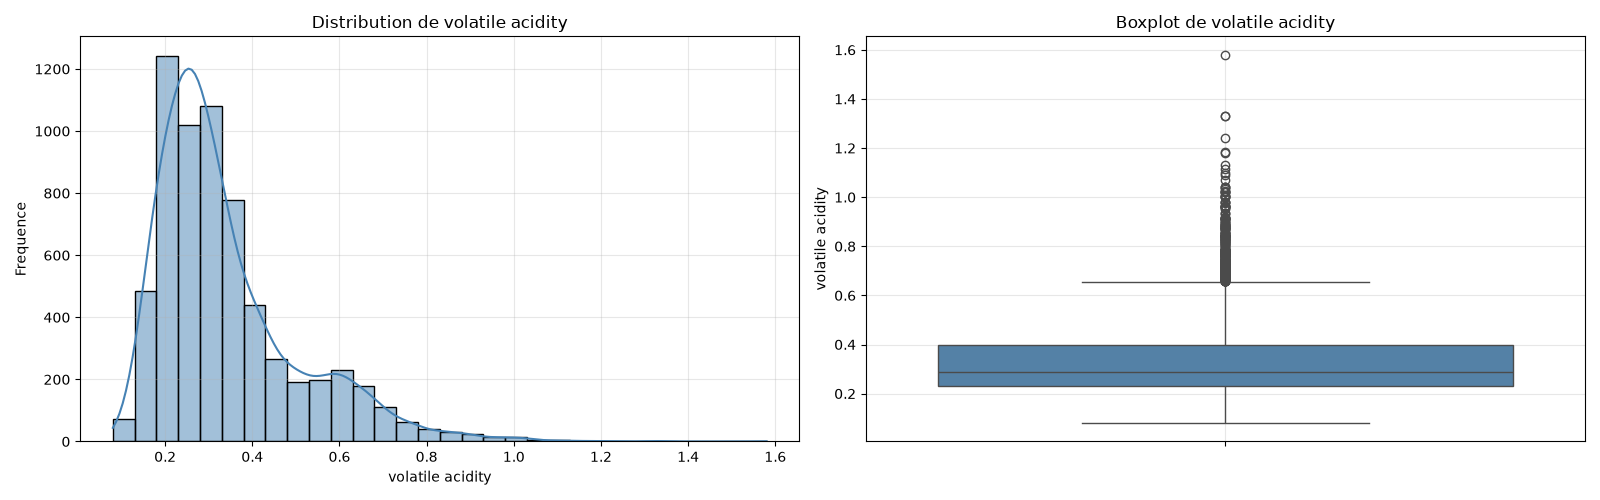 Distribution de volatile acidity
1200
1000
800
600
400
200
0
Frequence
0.2 0.4 0.6 0.8 1.0 1.2 1.4 1.6
volatile acidity
Boxplot de volatile acidity
1.6
1.4
1.2
1.0
0.8
0.6
0.4
0.2
volatile acidity